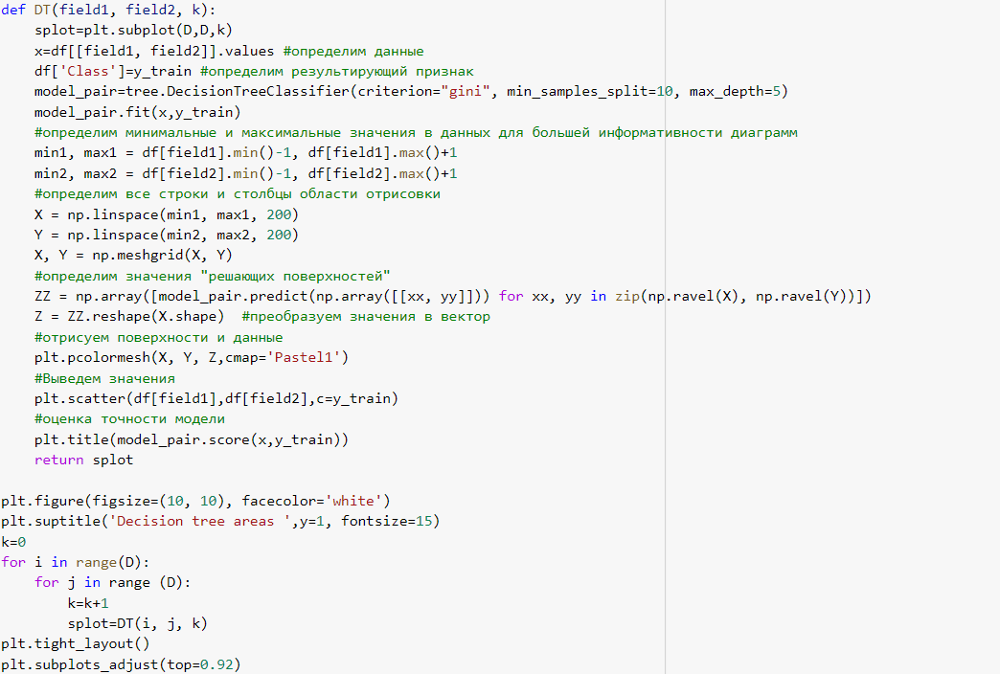 def DT(field1, field2, k):
    splot=plt.subplot(D,D,k)
    x=df[[field1, field2]].values #определим данные
    df['Class']=y_train #определим результирующий признак
    model_pair=tree.DecisionTreeClassifier(criterion="gini", min_samples_split=10, max_depth=5)
    model_pair.fit(x,y_train)
    #определим минимальные и максимальные значения в данных для большей информативности диаграмм
    min1, max1 = df[field1].min()-1, df[field1].max()+1
    min2, max2 = df[field2].min()-1, df[field2].max()+1
    #определим все строки и столбцы области отрисовки
    X = np.linspace(min1, max1, 200)
    Y = np.linspace(min2, max2, 200)
    X, Y = np.meshgrid(X, Y)
    #определим значения "решающих поверхностей"
    ZZ = np.array([model_pair.predict(np.array([[xx, yy]])) for xx, yy in zip(np.ravel(X), np.ravel(Y))])
    Z = ZZ.reshape(X.shape)  #преобразуем значения в вектор
    #отрисуем поверхности и данные
    plt.pcolormesh(X, Y, Z,cmap='Pastel1')
    #Выведем значения
    plt.scatter(df[field1],df[field2],c=y_train)
    #оценка точности модели
    plt.title(model_pair.score(x,y_train))
    return splot

plt.figure(figsize=(10, 10), facecolor='white')
plt.suptitle('Decision tree areas ',y=1, fontsize=15)
k=0
for i in range(D):
    for j in range (D):
        k=k+1
        splot=DT(i, j, k)
plt.tight_layout()
plt.subplots_adjust(top=0.92)